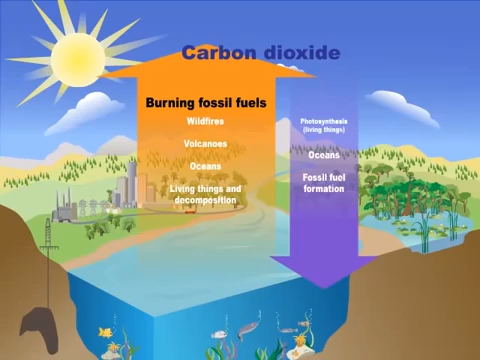 Carbon dioxide
Burning fossil fuels
Wildfires
Volcanoes
Oceans
Living things and
decomposition
Photosynthesis
(living things)
Oceans
Fossil fuel
formation